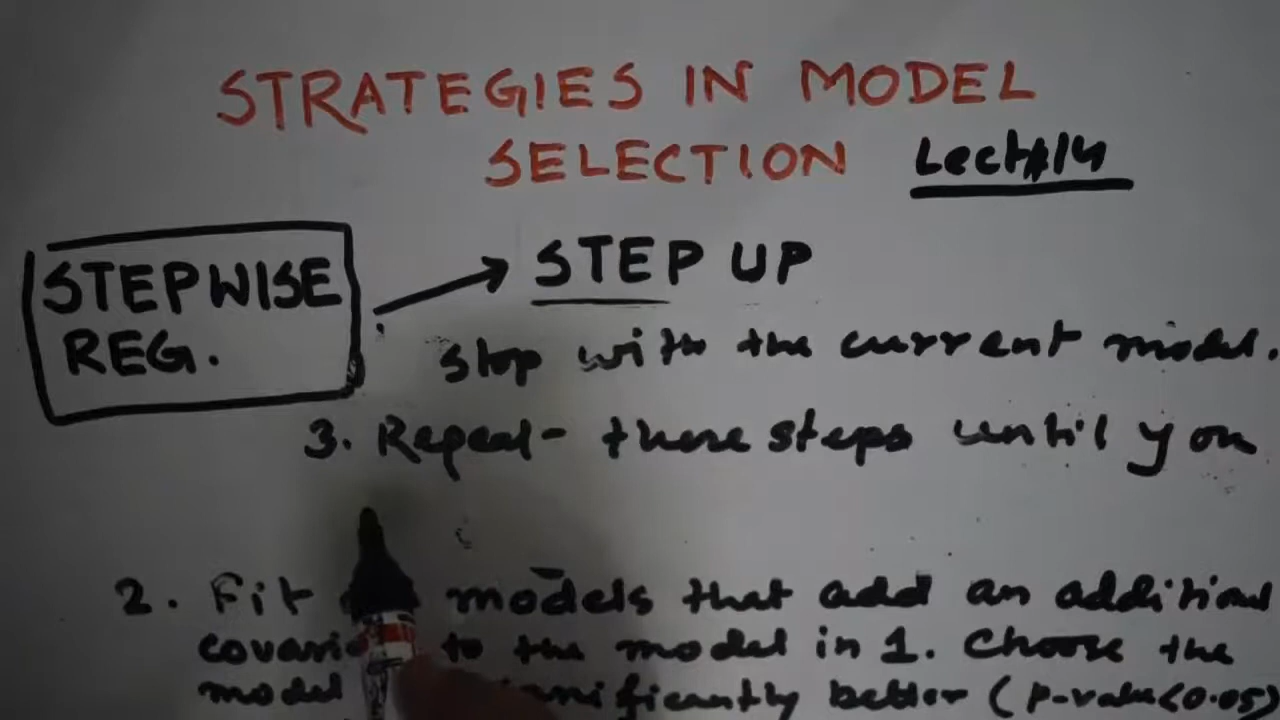 STRATEGIES IN MODEL
SELECTION Lect#14
STEPWISE
REG.
STEP UP
stop with the current model.
3. Repeat these steps until you
2. Fit models that add an additional
to the model in 1. Choose the
model better (p-value<0.05)